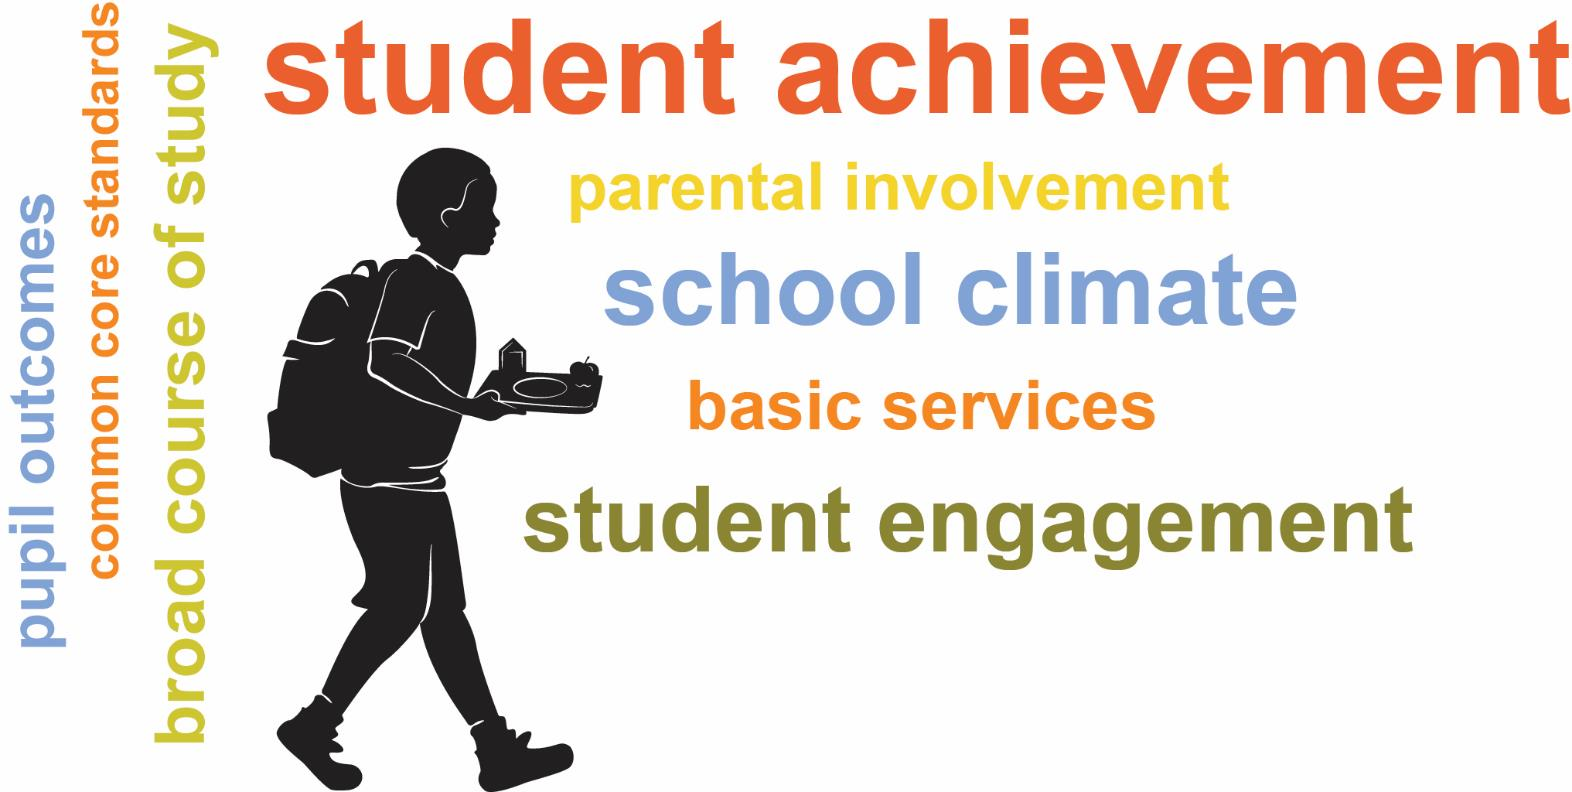 student achievement
parental involvement
school climate
basic services
student engagement
pupil outcomes
common core standards
broad course of study